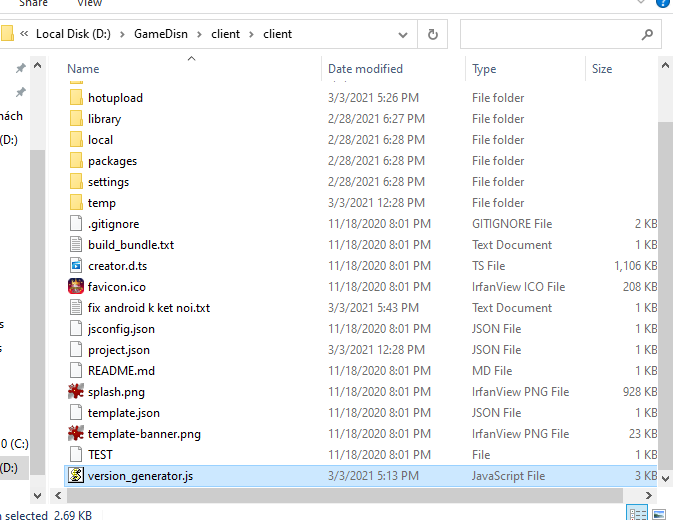 Share View
« Local Disk (D:) > GameDisn > client > client
Name Date modified Type Size
hotupload 3/3/2021 5:26 PM File folder
library 2/28/2021 6:27 PM File folder
local 2/28/2021 6:28 PM File folder
packages 2/28/2021 6:28 PM File folder
settings 2/28/2021 6:28 PM File folder
temp 3/3/2021 12:28 PM File folder
.gitignore 11/18/2020 8:01 PM GITIGNORE File 2 KB
build_bundle.txt 11/18/2020 8:01 PM Text Document 1 KB
creator.d.ts 11/18/2020 8:01 PM TS File 1,106 KB
favicon.ico 11/18/2020 8:01 PM IrfanView ICO File 208 KB
fix android k ket noi.txt 3/3/2021 5:43 PM Text Document 1 KB
jsconfig.json 11/18/2020 8:01 PM JSON File 1 KB
project.json 3/3/2021 12:28 PM JSON File 1 KB
README.md 11/18/2020 8:01 PM MD File 1 KB
splash.png 11/18/2020 8:01 PM IrfanView PNG File 928 KB
template.json 11/18/2020 8:01 PM JSON File 1 KB
template-banner.png 11/18/2020 8:01 PM IrfanView PNG File 23 KB
TEST 11/18/2020 8:01 PM File 1 KB
version_generator.js 3/3/2021 5:13 PM JavaScript File 3 KB
nách
(D:)
s
0 (C:)
(D:)
selected 2.69 KB